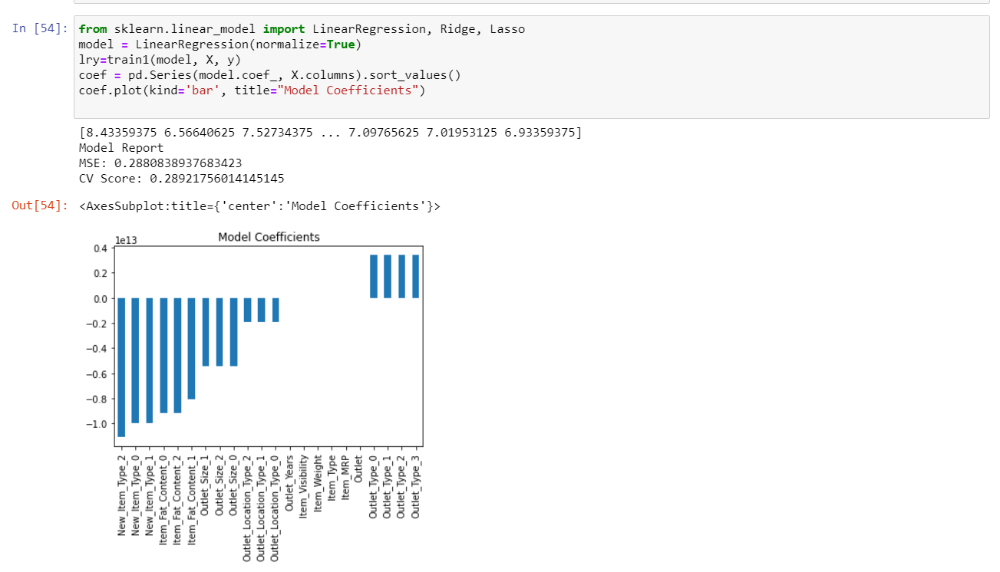 In [54]: from sklearn.linear_model import LinearRegression, Ridge, Lasso
model = LinearRegression(normalize=True)
lry=train1(model, X, y)
coef = pd.Series(model.coef_, X.columns).sort_values()
coef.plot(kind='bar', title="Model Coefficients")
[8.43359375 6.56640625 7.52734375 ... 7.09765625 7.01953125 6.93359375]
Model Report
MSE: 0.2880838937683423
CV Score: 0.28921756014145145
Out[54]: <AxesSubplot:title={'center':'Model Coefficients'}>
Model Coefficients
1e13
0.4
0.2
0.0
−0.2
−0.4
−0.6
−0.8
−1.0
New_Item_Type_2
New_Item_Type_0
New_Item_Type_1
Item_Fat_Content_0
Item_Fat_Content_2
Item_Fat_Content_1
Outlet_Size_1
Outlet_Size_2
Outlet_Size_0
Outlet_Location_Type_2
Outlet_Location_Type_1
Outlet_Location_Type_0
Outlet_Years
Item_Visibility
Item_Weight
Item_Type
Item_MRP
Outlet
Outlet_Type_0
Outlet_Type_1
Outlet_Type_2
Outlet_Type_3